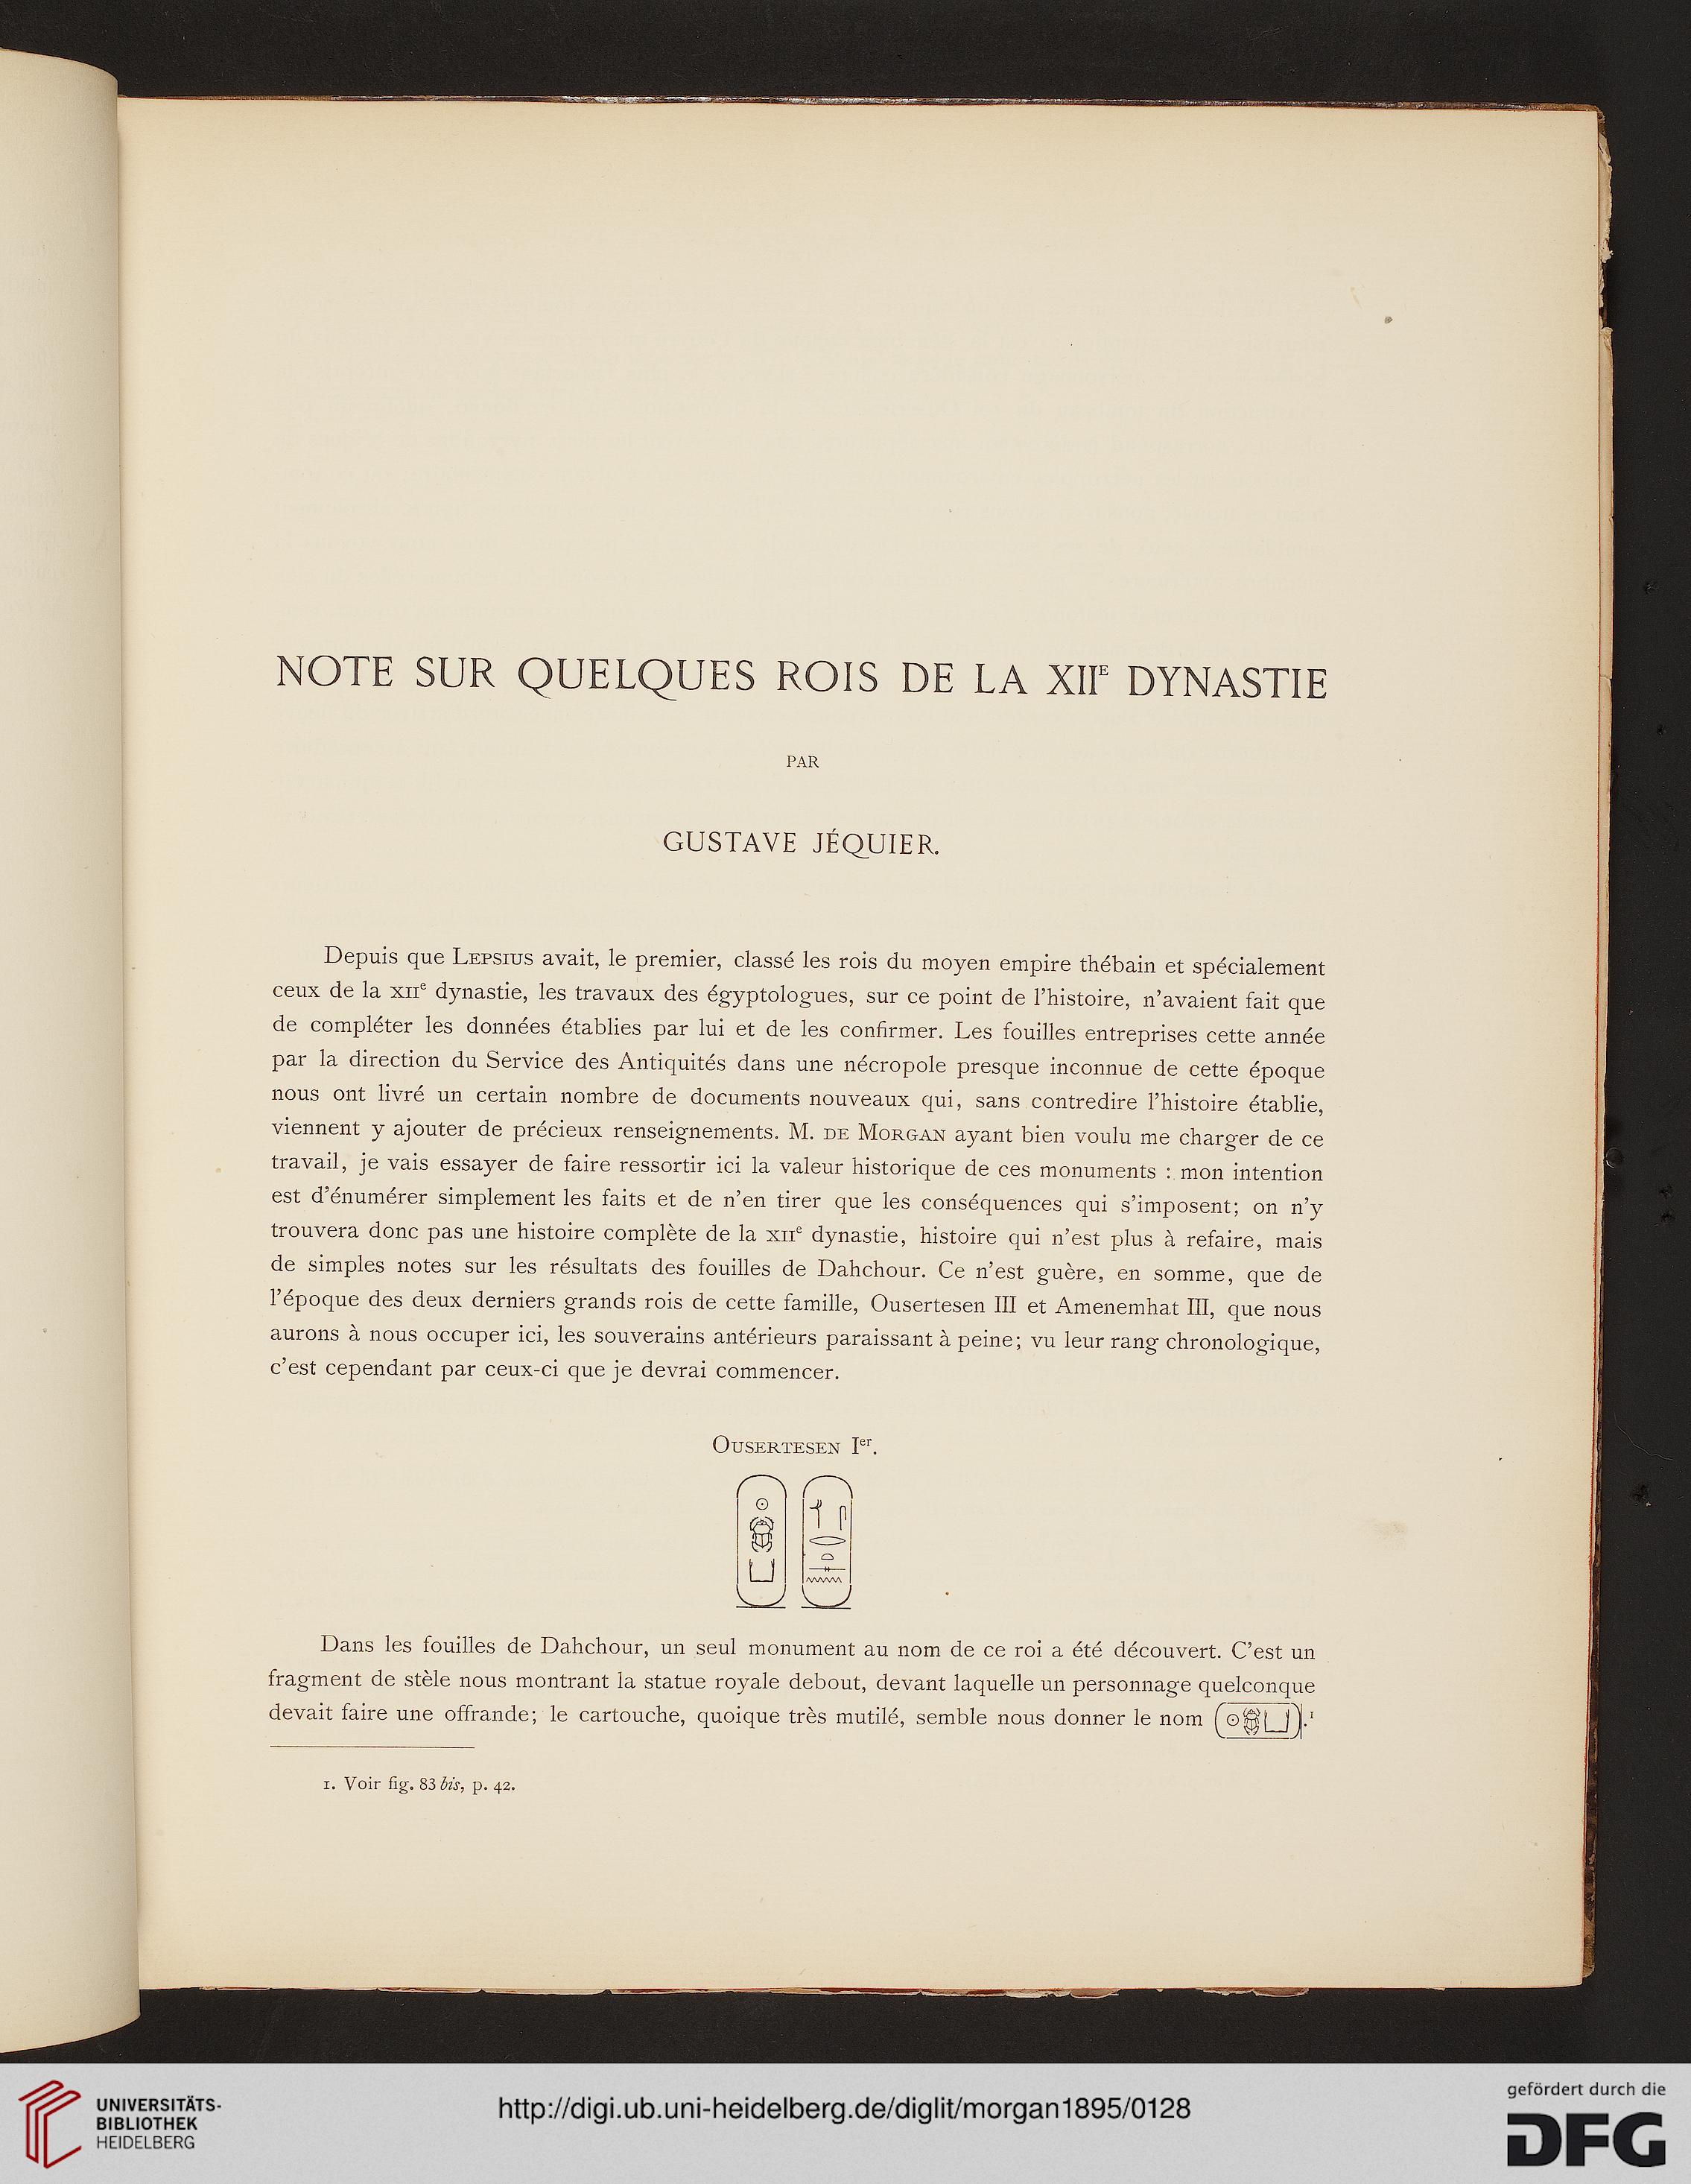 NOTE SUR QUELQUES ROIS DE LA XIIE DYNASTIE
PAR
GUSTAVE JÉQUIER.
Depuis que Lepsius avait, le premier, classé les rois du moyen empire thébain et spécialement
ceux de la xiie dynastie, les travaux des égyptologues, sur ce point de l'histoire, n'avaient fait que
de compléter les données établies par lui et de les confirmer. Les fouilles entreprises cette année
par la direction du Service des Antiquités dans une nécropole presque inconnue de cette époque
nous ont livré un certain nombre de documents nouveaux qui, sans contredire l'histoire établie,
viennent y ajouter de précieux renseignements. M. de Morgan ayant bien voulu me charger de ce
travail, je vais essayer de faire ressortir ici la valeur historique de ces monuments : mon intention
est d'énumérer simplement les faits et de n'en tirer que les conséquences qui s'imposent; on n'y
trouvera donc pas une histoire complète de la xiie dynastie, histoire qui n'est plus à refaire, mais
de simples notes sur les résultats des fouilles de Dahchour. Ce n'est guère, en somme, que de
l'époque des deux derniers grands rois de cette famille, Ousertesen III et Amenemhat III, que nous
aurons à nous occuper ici, les souverains antérieurs paraissant à peine; vu leur rang chronologique,
c'est cependant par ceux-ci que je devrai commencer.
Ousertesen Ier.
Dans les fouilles de Dahchour, un seul monument au nom de ce roi a été découvert. C'est un
fragment de stèle nous montrant la statue royale debout, devant laquelle un personnage quelconque
devait faire une offrande; le cartouche, quoique très mutilé, semble nous donner le nom .1
1. Voir fig. 83 bis, p. 42.
UNIVERSITÄTS-
BIBLIOTHEK
HEIDELBERG
http://digi.ub.uni-heidelberg.de/diglit/morgan1895/0128
gefördert durch die
DFG